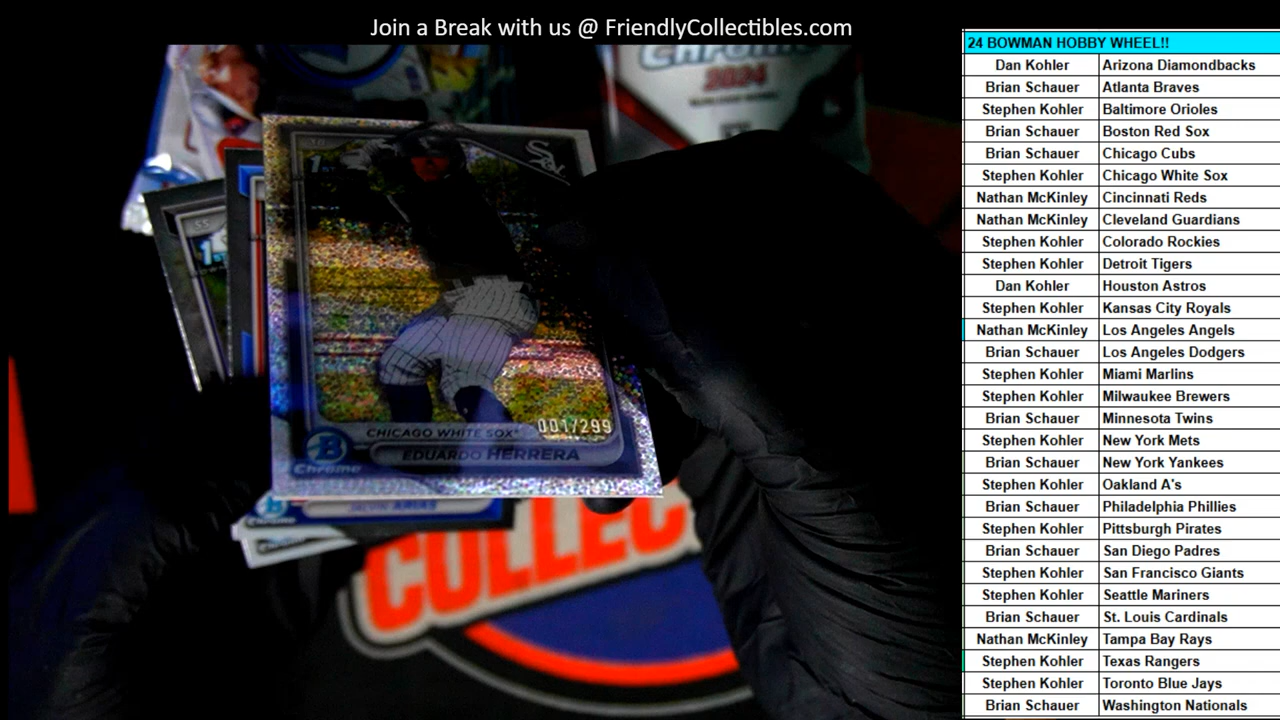 Join a Break with us @ FriendlyCollectibles.com
Chrome
2024
1ST
Sox
CHICAGO WHITE SOX
001/299
EDUARDO HERRERA
B
Chrome
ARIAS
COLLEC
24 BOWMAN HOBBY WHEEL!!
Dan Kohler Arizona Diamondbacks
Brian Schauer Atlanta Braves
Stephen Kohler Baltimore Orioles
Brian Schauer Boston Red Sox
Brian Schauer Chicago Cubs
Stephen Kohler Chicago White Sox
Nathan McKinley Cincinnati Reds
Nathan McKinley Cleveland Guardians
Stephen Kohler Colorado Rockies
Stephen Kohler Detroit Tigers
Dan Kohler Houston Astros
Stephen Kohler Kansas City Royals
Nathan McKinley Los Angeles Angels
Brian Schauer Los Angeles Dodgers
Stephen Kohler Miami Marlins
Stephen Kohler Milwaukee Brewers
Brian Schauer Minnesota Twins
Stephen Kohler New York Mets
Brian Schauer New York Yankees
Stephen Kohler Oakland A's
Brian Schauer Philadelphia Phillies
Stephen Kohler Pittsburgh Pirates
Brian Schauer San Diego Padres
Stephen Kohler San Francisco Giants
Stephen Kohler Seattle Mariners
Brian Schauer St. Louis Cardinals
Nathan McKinley Tampa Bay Rays
Stephen Kohler Texas Rangers
Stephen Kohler Toronto Blue Jays
Brian Schauer Washington Nationals